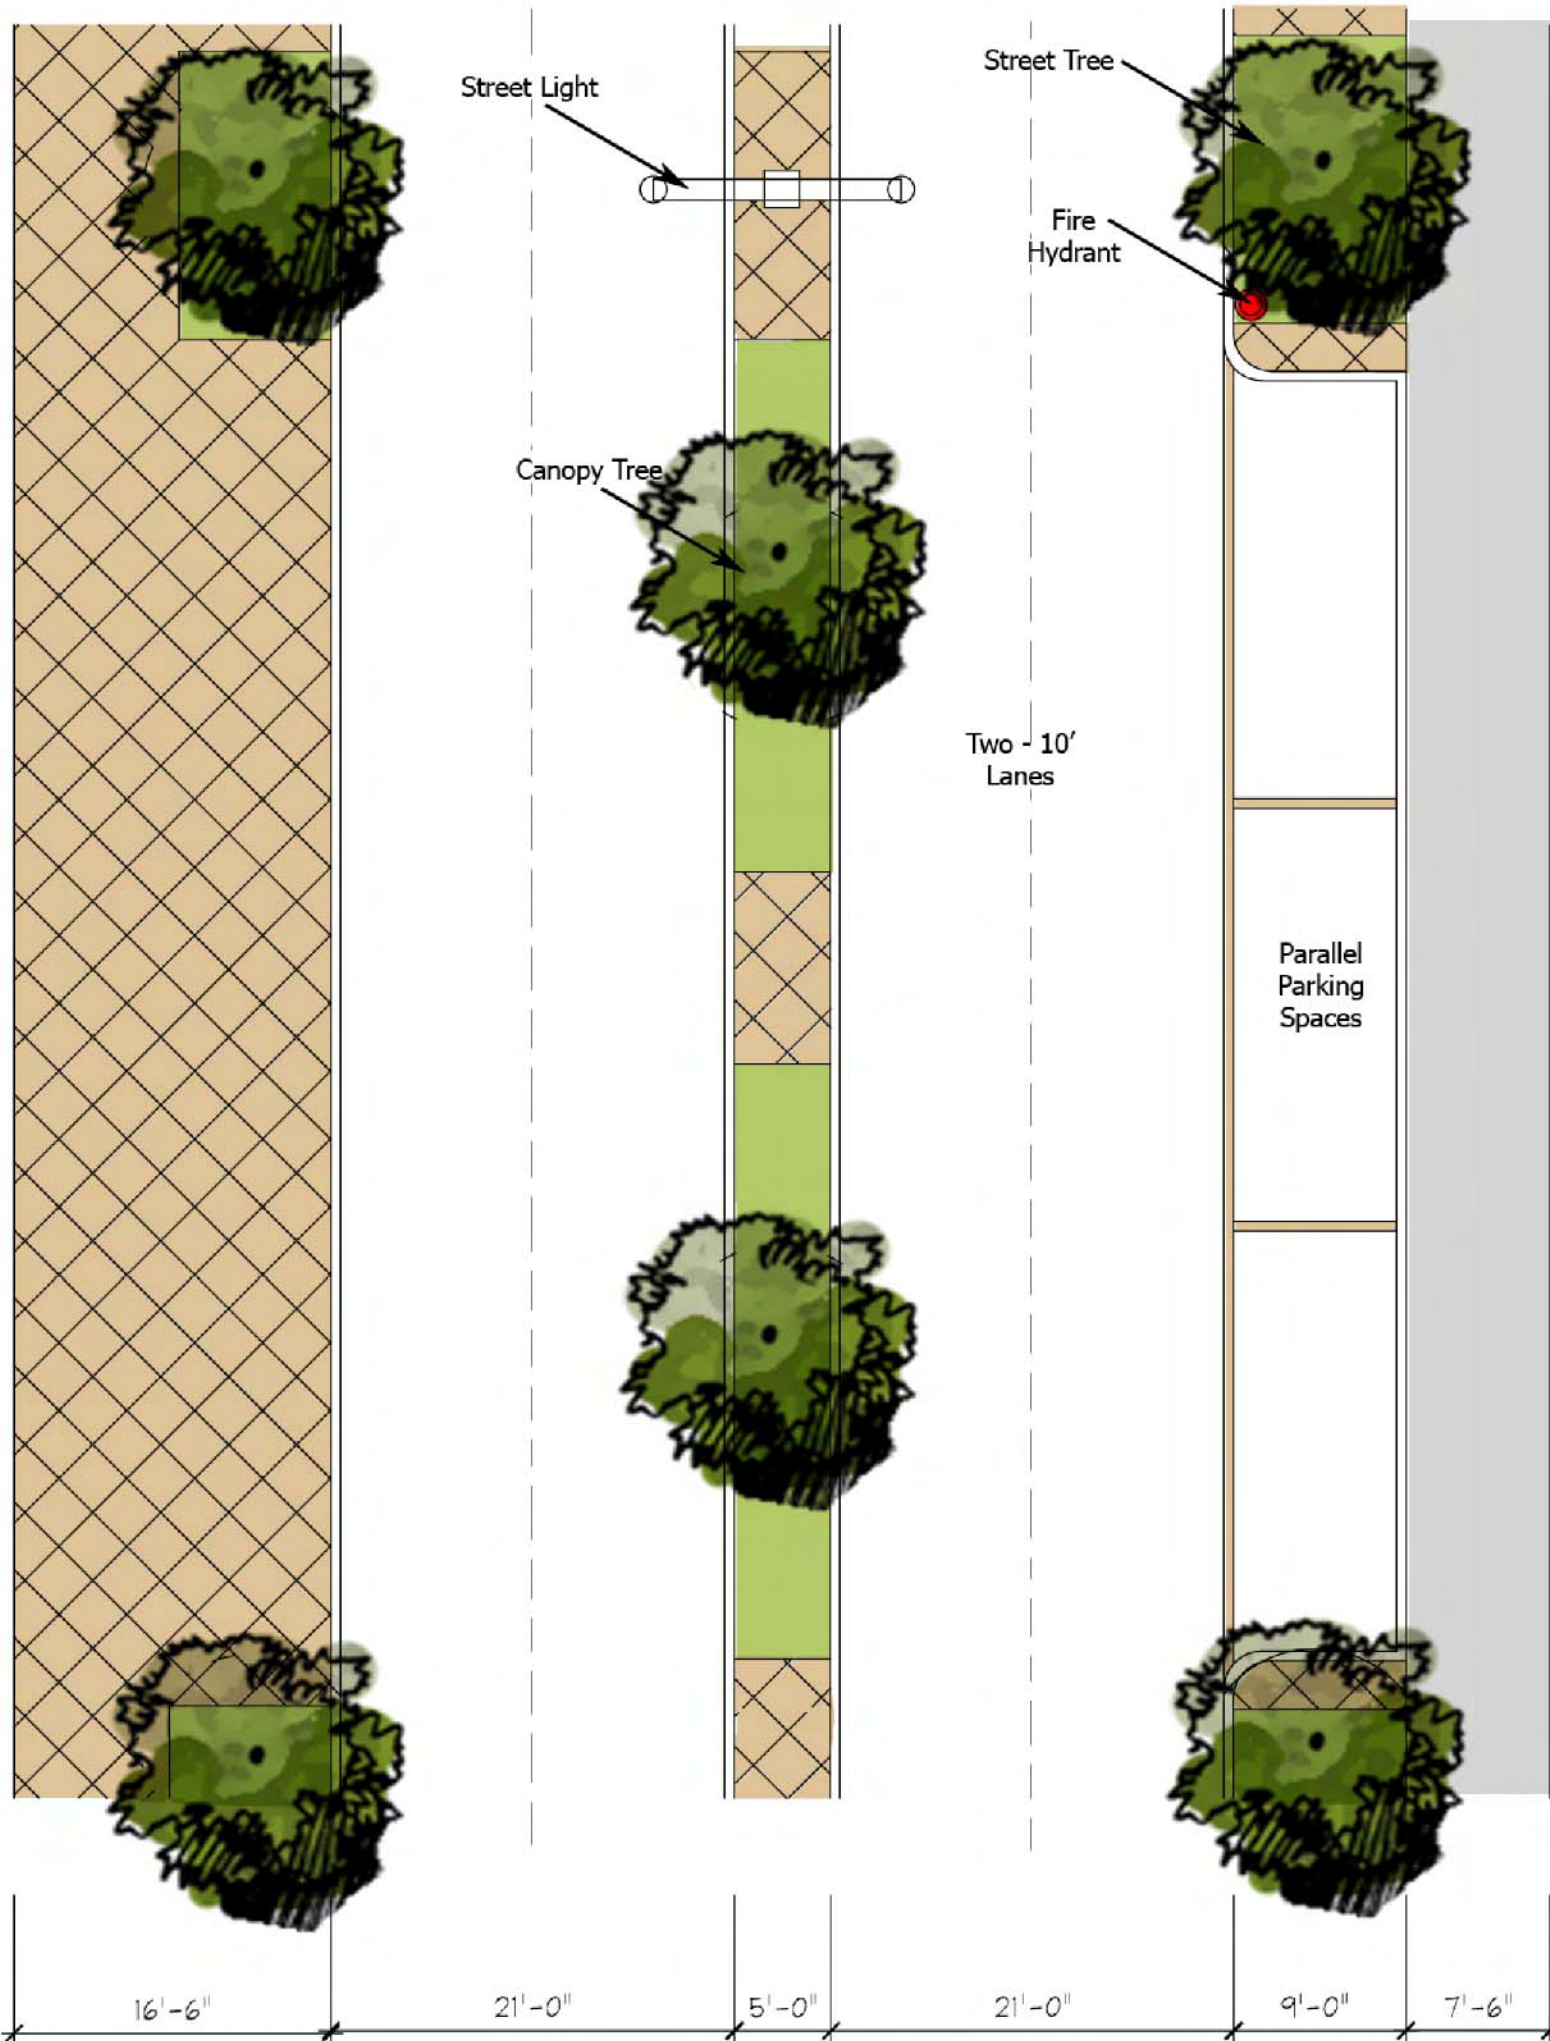 Street Light
Street Tree
Fire
Hydrant
Canopy Tree
Two - 10′
Lanes
Parallel
Parking
Spaces
16'-6"
21'-0"
5'-0"
21'-0"
9'-0"
7'-6"